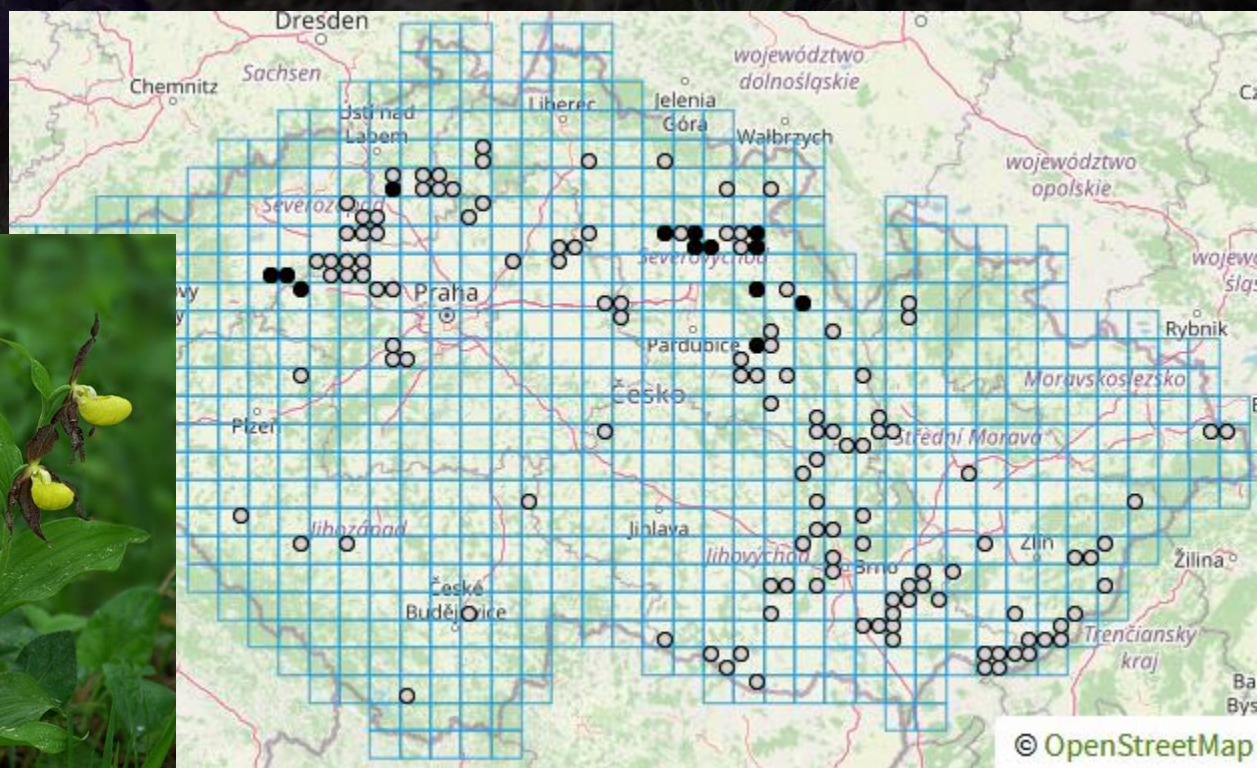 Dresden
Chemnitz
Sachsen
Ústí nad
Labem
Liberec
Jelenia
Góra
Wałbrzych
województwo
dolnośląskie
województwo
opolskie
Severozápad
Praha
Severovýchod
Rybnik
Pardubice
Česko
Moravskoslezsko
Plzeň
Střední Morava
Jihozápad
Jihlava
Jihovýchod
Brno
Zlín
Žilina
České
Budějovice
Trenčiansky
kraj
© OpenStreetMap